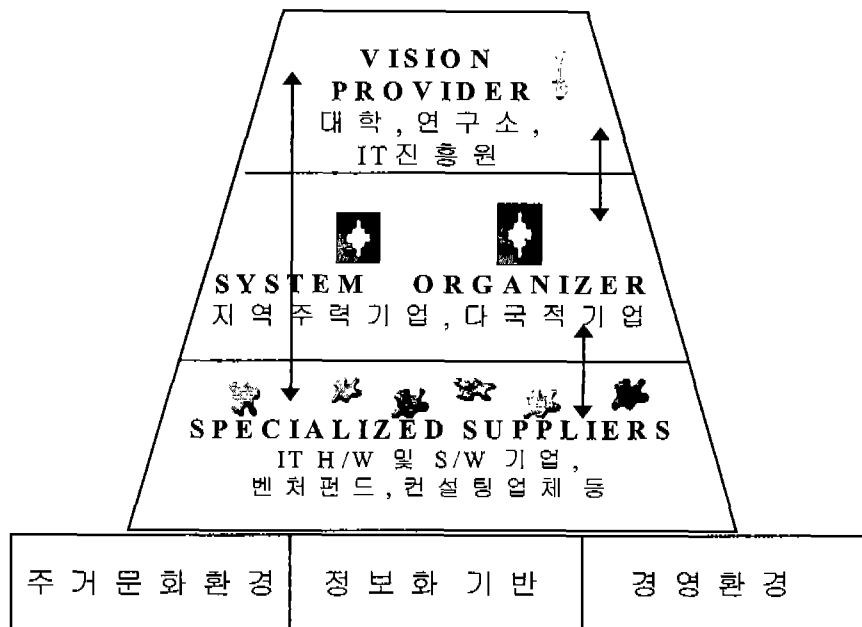 VISION
PROVIDER
대학, 연구소,
IT진흥원
SYSTEM ORGANIZER
지역주력기업, 다국적기업
SPECIALIZED SUPPLIERS
IT H/W 및 S/W 기업,
벤처펀드, 컨설팅업체 등
주거문화환경 정보화 기반 경영환경